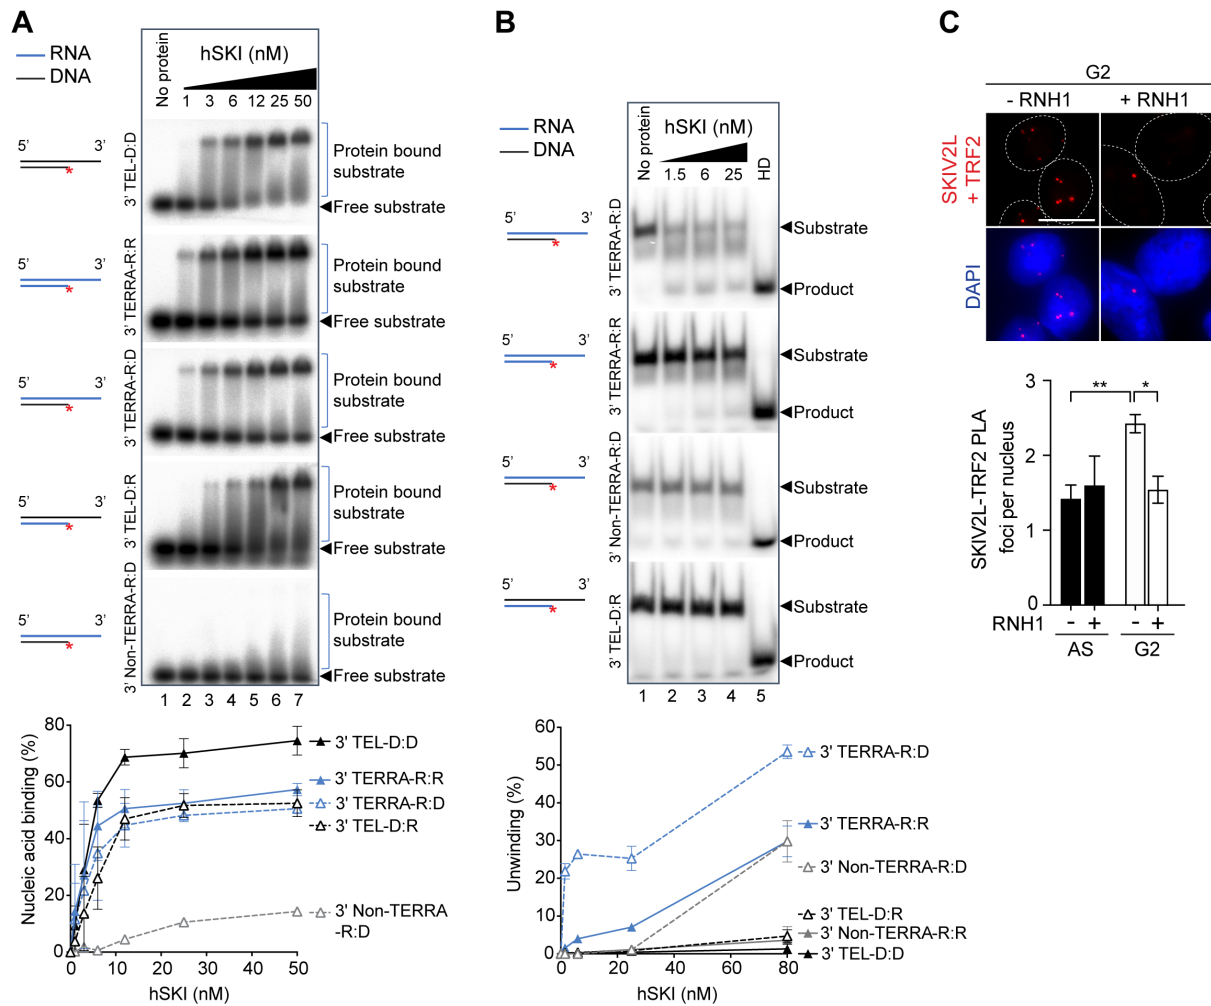 A
RNA
DNA
No protein
hSKI (nM)
1 3 6 12 25 50
5’
3’ TEL-D:D
Protein bound
substrate
Free substrate
5’ 3’
3’ TERRA-R:R
Protein bound
substrate
Free substrate
5’ 3’
3’ TERRA-R:D
Protein bound
substrate
Free substrate
5’ 3’
3’ TEL-D:R
Protein bound
substrate
Free substrate
5’ 3’
3’ Non-TERRA-R:D
Protein bound
substrate
Free substrate
1 2 3 4 5 6 7
Nucleic acid binding (%)
80
60
40
20
0
0 10 20 30 40 50
hSKI (nM)
3’ TEL-D:D
3’ TERRA-R:R
3’ TERRA-R:D
3’ TEL-D:R
3’ Non-TERRA
-R:D
B
RNA
DNA
No protein
hSKI (nM)
1.5 6 25
HD
5’ 3’
3’ TERRA-R:D
Substrate
Product
5’ 3’
3’ TERRA-R:R
Substrate
Product
5’ 3’
3’ Non-TERRA-R:D
Substrate
Product
5’ 3’
3’ TEL-D:R
Substrate
Product
1 2 3 4 5
Unwinding (%)
60
50
40
30
20
10
0
0 20 40 60 80
hSKI (nM)
3’ TERRA-R:D
3’ TERRA-R:R
3’ Non-TERRA-R:D
3’ TEL-D:R
3’ Non-TERRA-R:R
3’ TEL-D:D
C
G2
- RNH1 + RNH1
SKIV2L
+ TRF2
DAPI
SKIV2L-TRF2 PLA
foci per nucleus
3
2
1
0
** *
RNH1 - + - +
AS G2